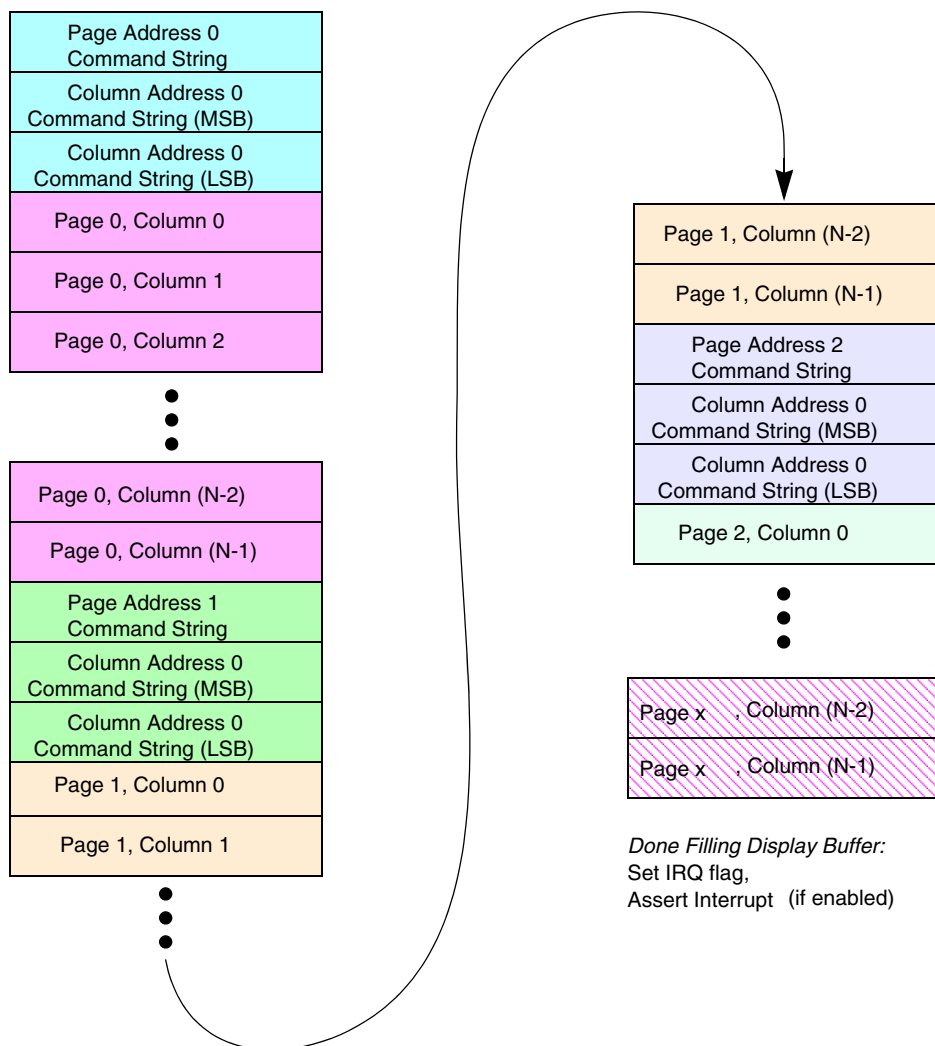 Page Address 0
Command String
Column Address 0
Command String (MSB)
Column Address 0
Command String (LSB)
Page 0, Column 0
Page 0, Column 1
Page 0, Column 2
Page 0, Column (N-2)
Page 0, Column (N-1)
Page Address 1
Command String
Column Address 0
Command String (MSB)
Column Address 0
Command String (LSB)
Page 1, Column 0
Page 1, Column 1
Page 1, Column (N-2)
Page 1, Column (N-1)
Page Address 2
Command String
Column Address 0
Command String (MSB)
Column Address 0
Command String (LSB)
Page 2, Column 0
Page x , Column (N-2)
Page x , Column (N-1)
Done Filling Display Buffer:
Set IRQ flag,
Assert Interrupt (if enabled)